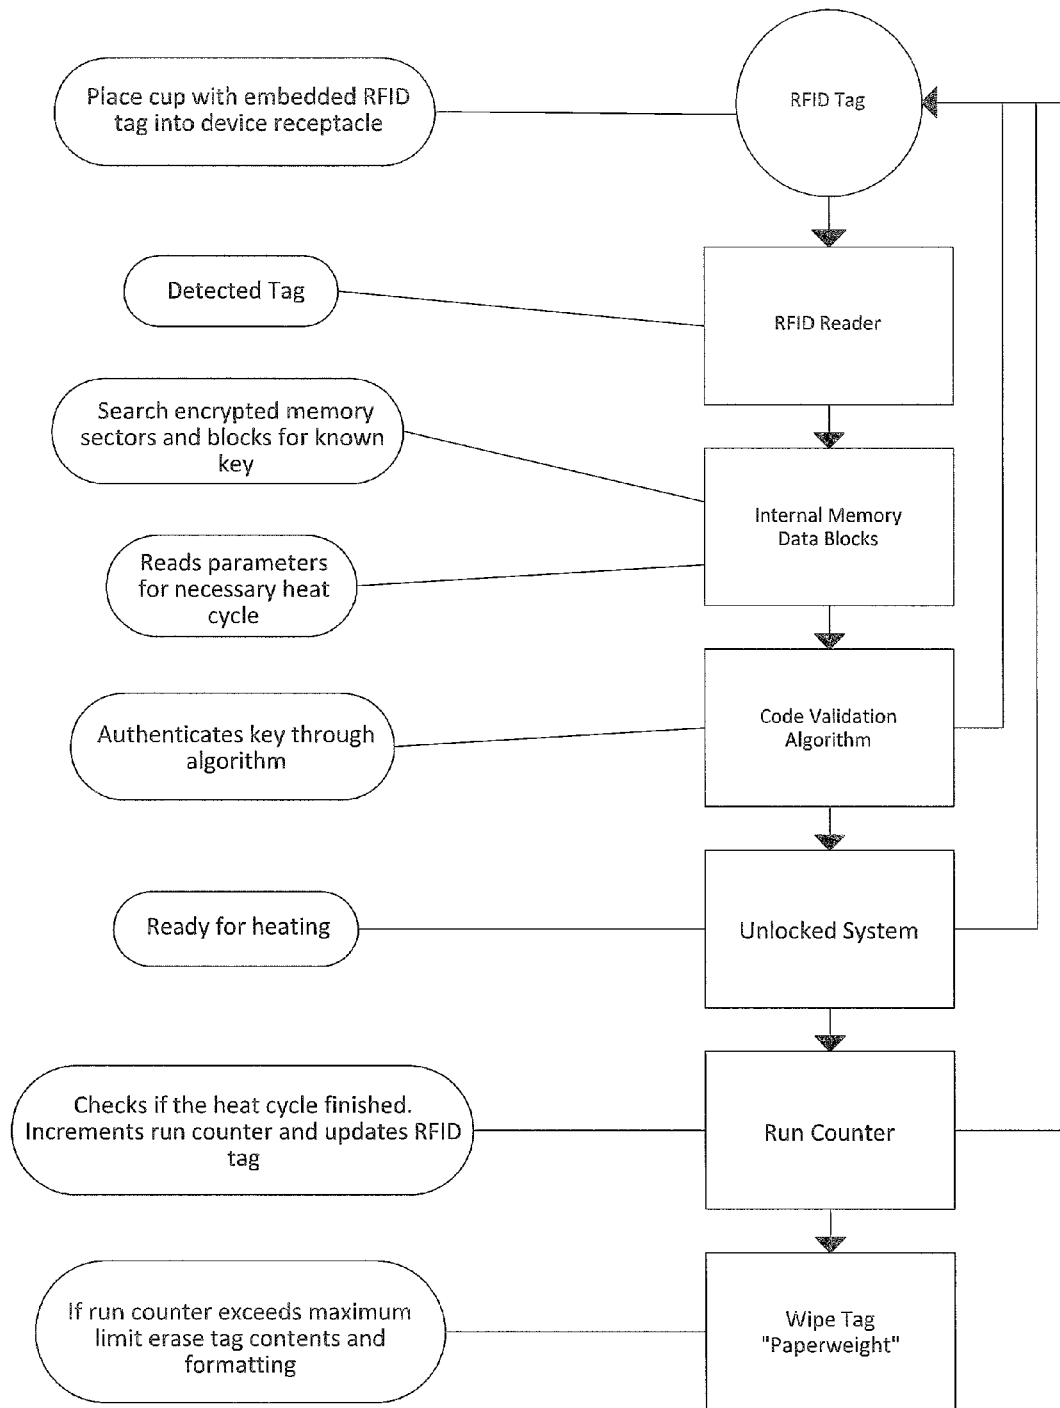 Place cup with embedded RFID
tag into device receptacle
RFID Tag
Detected Tag
RFID Reader
Search encrypted memory
sectors and blocks for known
key
Internal Memory
Data Blocks
Reads parameters
for necessary heat
cycle
Authenticates key through
algorithm
Code Validation
Algorithm
Ready for heating
Unlocked System
Checks if the heat cycle finished.
Increments run counter and updates RFID
tag
Run Counter
If run counter exceeds maximum
limit erase tag contents and
formatting
Wipe Tag
"Paperweight"